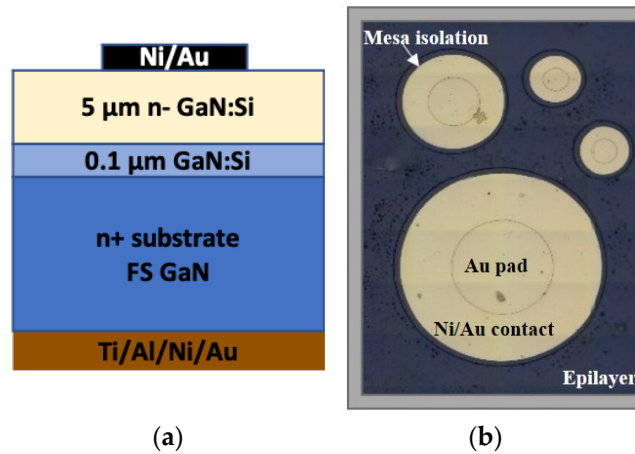 Ni/Au
5 μm n- GaN:Si
0.1 μm GaN:Si
n+ substrate
FS GaN
Ti/Al/Ni/Au
(a)
Mesa isolation
Au pad
Ni/Au contact
Epilayer
(b)